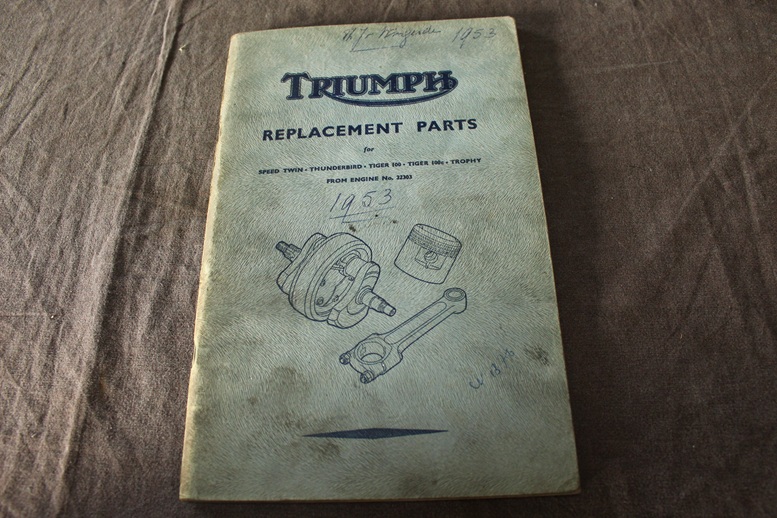 1953
TRIUMPH
REPLACEMENT PARTS
for
SPEED TWIN • THUNDERBIRD • TIGER 100 • TIGER 100c • TROPHY
FROM ENGINE No. 32303
1953